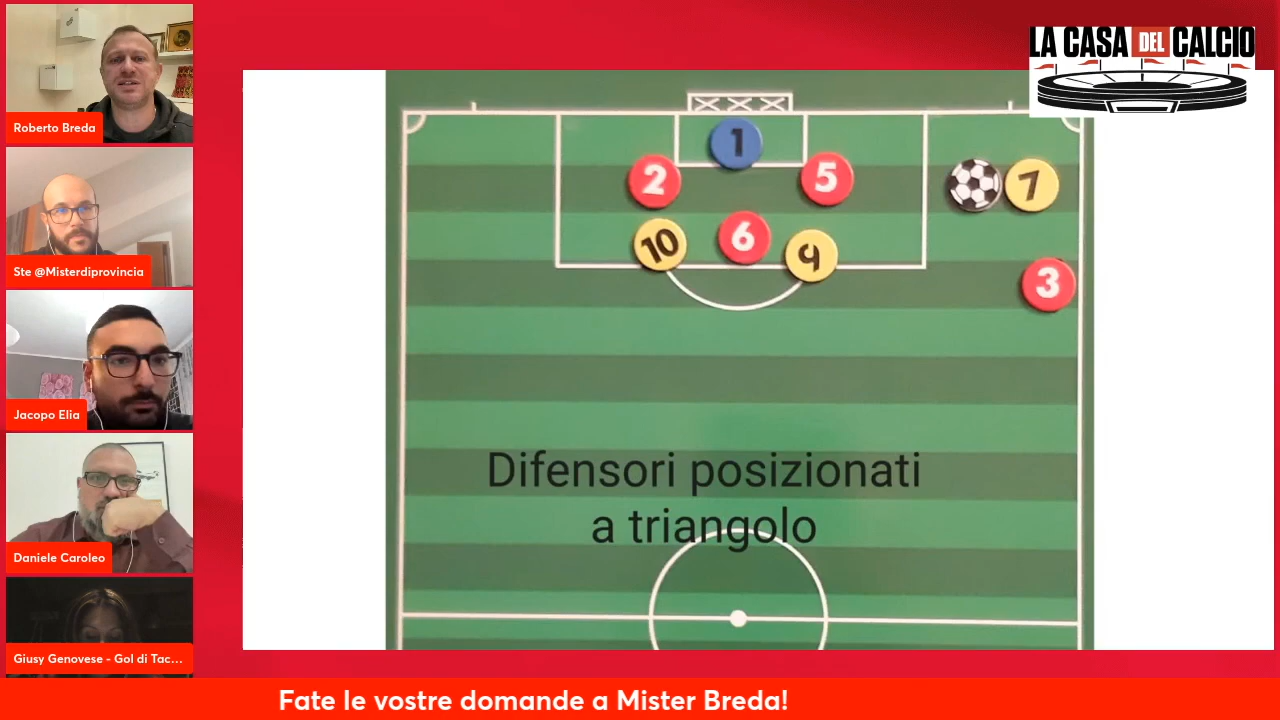 LA CASA DEL CALCIO
Roberto Breda
Ste @Misterdiprovincia
Jacopo Elia
Daniele Caroleo
Giusy Genovese - Gol di Tac...
1
2
5
7
10
6
9
3
Difensori posizionati
a triangolo
Fate le vostre domande a Mister Breda!